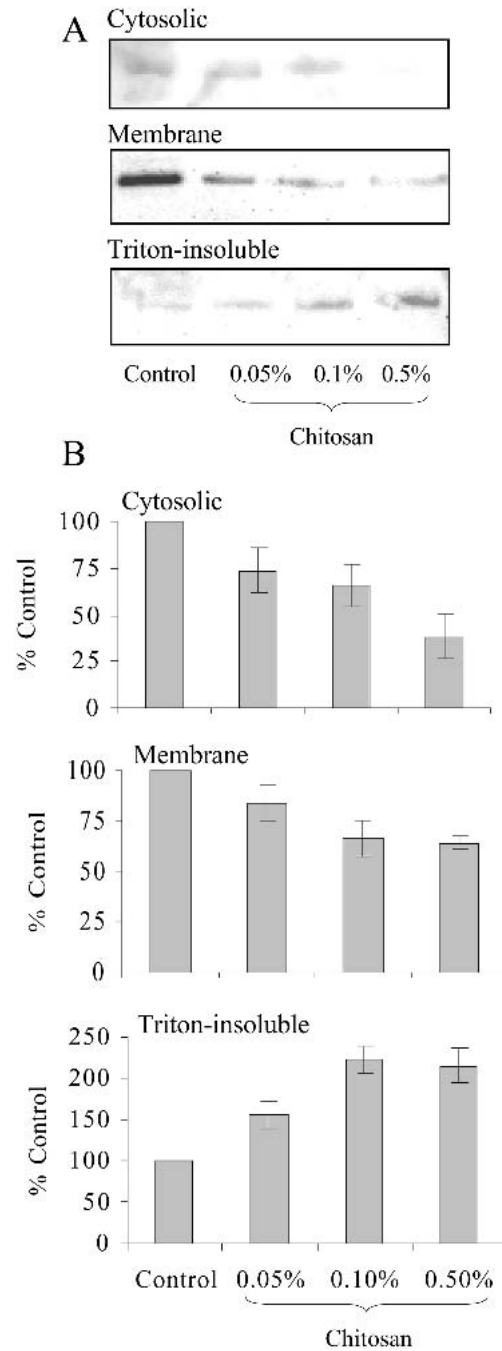 A
Cytosolic
Membrane
Triton-insoluble
Control 0.05% 0.1% 0.5%
Chitosan
B
Cytosolic
100
75
50
25
0
% Control
Membrane
100
75
50
25
0
% Control
Triton-insoluble
250
200
150
100
50
0
% Control
Control 0.05% 0.10% 0.50%
Chitosan